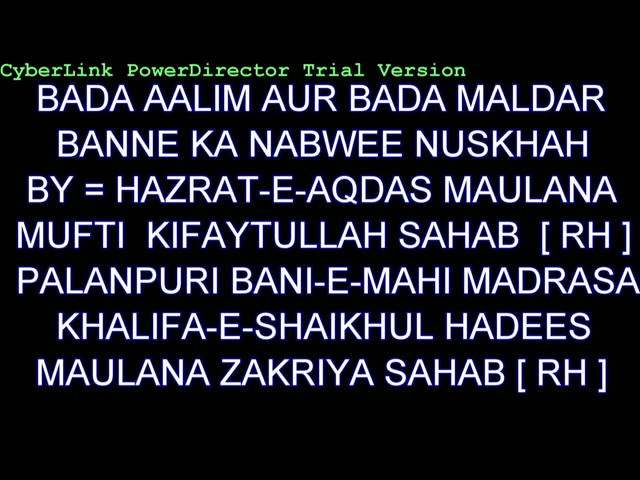 CyberLink PowerDirector Trial Version
BADA AALIM AUR BADA MALDAR
BANNE KA NABWEE NUSKHAH
BY = HAZRAT-E-AQDAS MAULANA
MUFTI  KIFAYTULLAH SAHAB  [ RH ]
PALANPURI BANI-E-MAHI MADRASA
KHALIFA-E-SHAIKHUL HADEES
MAULANA ZAKRIYA SAHAB [ RH ]